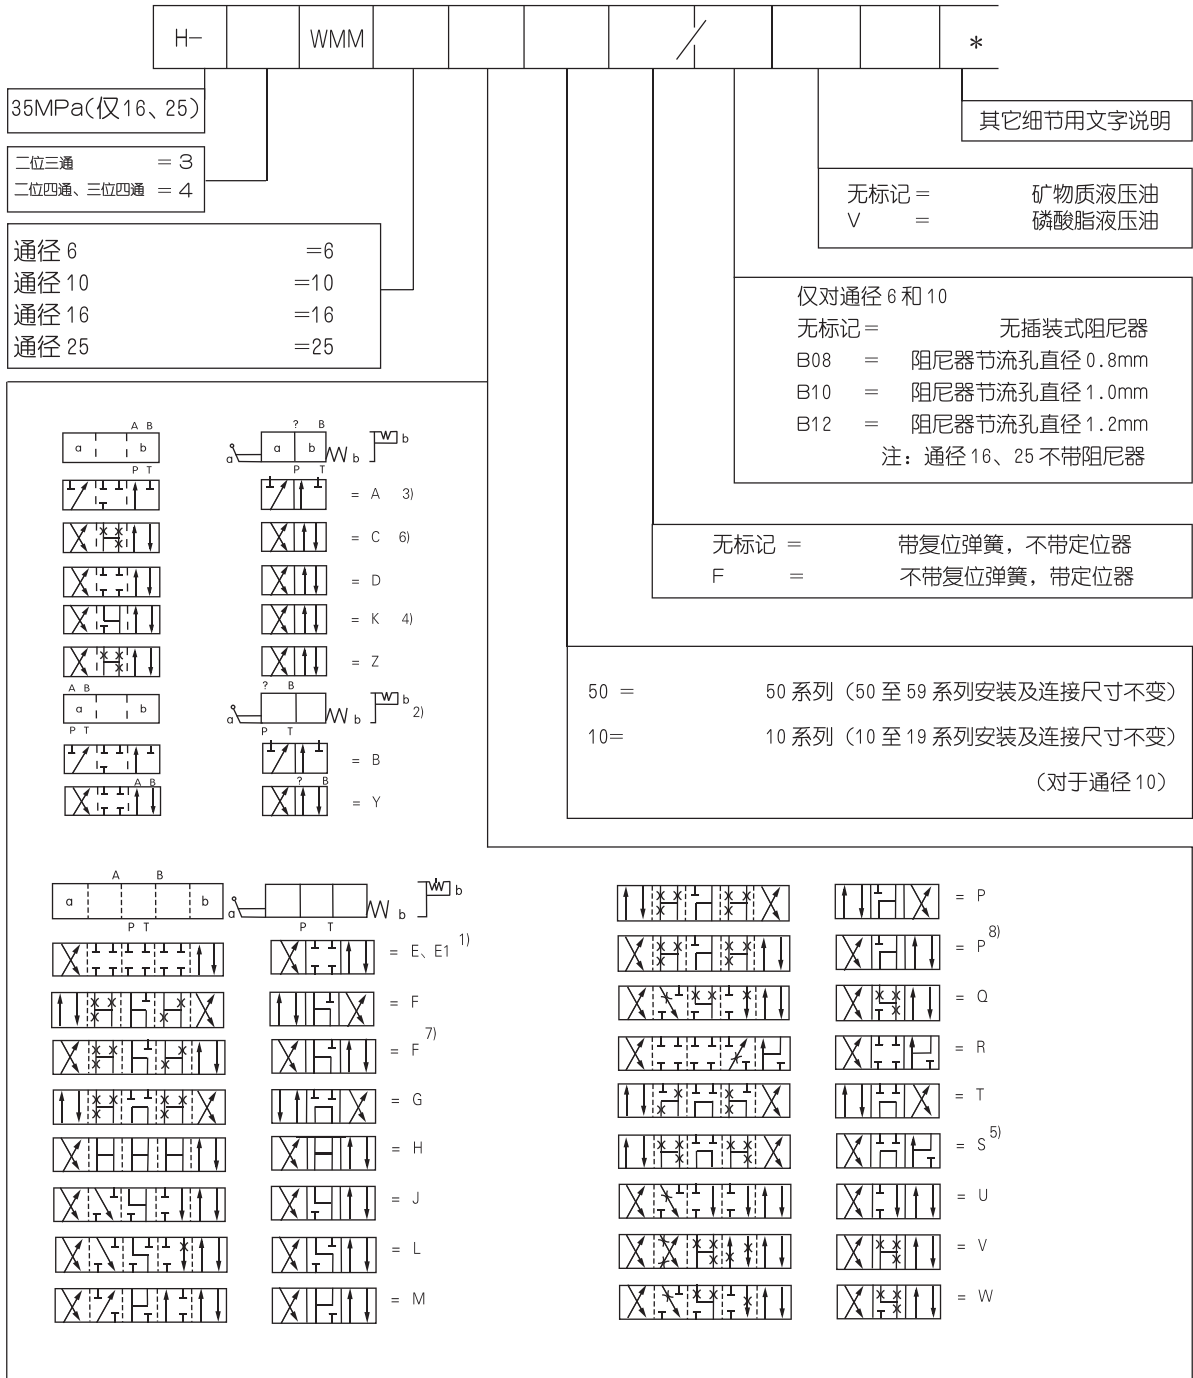 H-
WMM
/
*
35MPa(仅16、25)
其它细节用文字说明
二位三通 = 3
二位四通、三位四通 = 4
无标记 = 矿物质液压油
V = 磷酸脂液压油
通径 6 =6
通径 10 =10
通径 16 =16
通径 25 =25
仅对通径 6 和 10
无标记 = 无插装式阻尼器
B08 = 阻尼器节流孔直径 0.8mm
B10 = 阻尼器节流孔直径 1.0mm
B12 = 阻尼器节流孔直径 1.2mm
注: 通径 16、25 不带阻尼器
无标记 = 带复位弹簧, 不带定位器
F = 不带复位弹簧, 带定位器
50 = 50 系列 (50 至 59 系列安装及连接尺寸不变)
10= 10 系列 (10 至 19 系列安装及连接尺寸不变)
(对于通径 10)
A B
? B
a b
a a b b b
P T
P T
= A 3)
= C 6)
= D
= K 4)
= Z
A B
? B
a b
a b b 2)
P T
P T
= B
A B
? B
= Y
A B
a b
a b b
P T
P T
= E、E1 1)
= F
= F 7)
= G
= H
= J
= L
= M
= P
= P 8)
= Q
= R
= T
= S 5)
= U
= V
= W